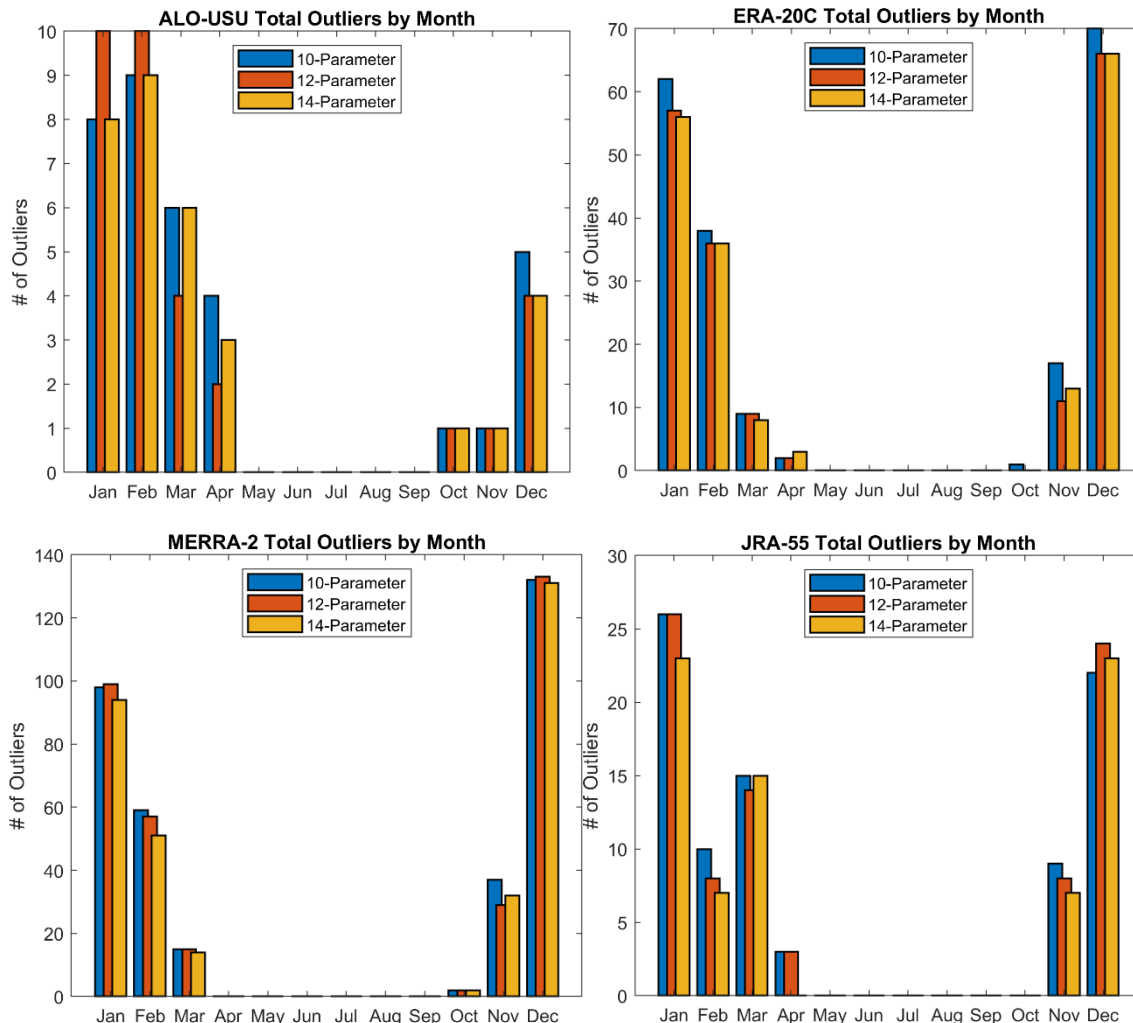 ALO-USU Total Outliers by Month
10
9
8
7
6
5
4
3
2
1
0
# of Outliers
10-Parameter
12-Parameter
14-Parameter
Jan Feb Mar Apr May Jun Jul Aug Sep Oct Nov Dec
ERA-20C Total Outliers by Month
70
60
50
40
30
20
10
0
# of Outliers
10-Parameter
12-Parameter
14-Parameter
Jan Feb Mar Apr May Jun Jul Aug Sep Oct Nov Dec
MERRA-2 Total Outliers by Month
140
120
100
80
60
40
20
0
# of Outliers
10-Parameter
12-Parameter
14-Parameter
Jan Feb Mar Apr May Jun Jul Aug Sep Oct Nov Dec
JRA-55 Total Outliers by Month
30
25
20
15
10
5
0
# of Outliers
10-Parameter
12-Parameter
14-Parameter
Jan Feb Mar Apr May Jun Jul Aug Sep Oct Nov Dec